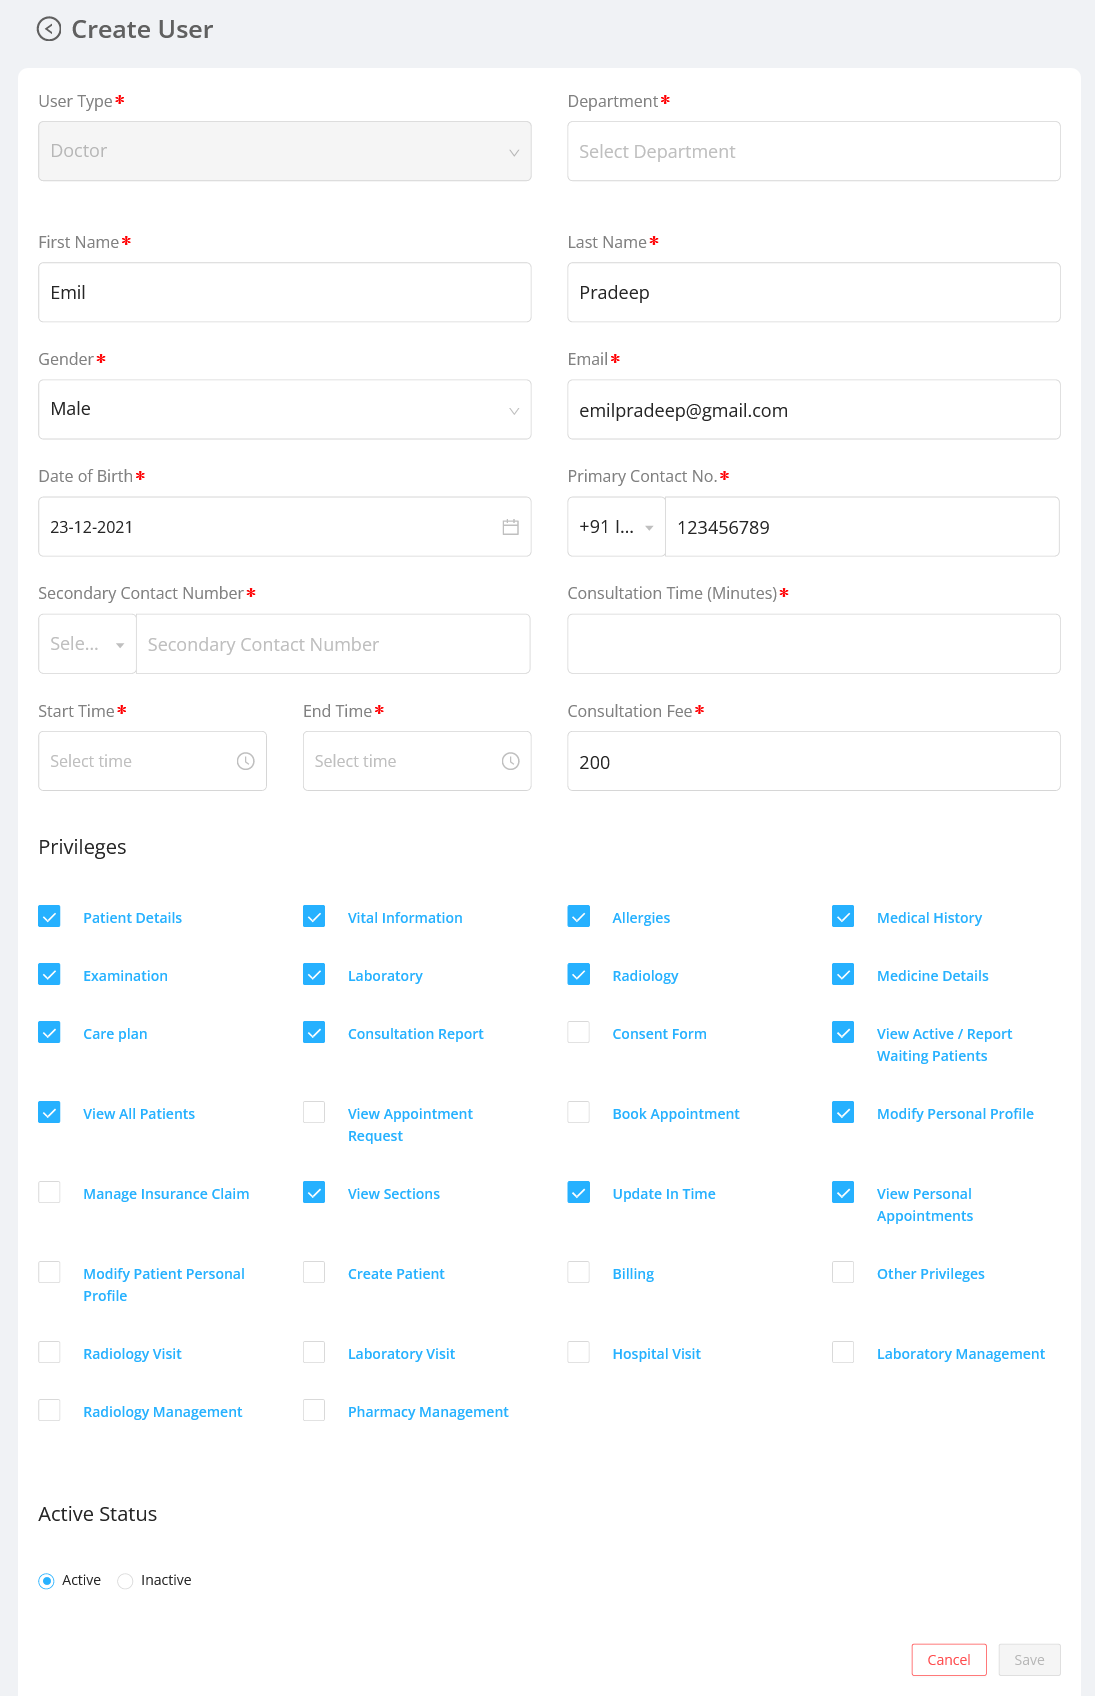 Create User
User Type*
Department*
Doctor
Select Department
First Name*
Last Name*
Emil
Pradeep
Gender*
Email*
Male
emilpradeep@gmail.com
Date of Birth*
Primary Contact No.*
23-12-2021
+91 I...
123456789
Secondary Contact Number*
Consultation Time (Minutes)*
Sele...
Secondary Contact Number
Start Time*
End Time*
Consultation Fee*
Select time
Select time
200
Privileges
Patient Details
Vital Information
Allergies
Medical History
Examination
Laboratory
Radiology
Medicine Details
Care plan
Consultation Report
Consent Form
View Active / Report
Waiting Patients
View All Patients
View Appointment
Request
Book Appointment
Modify Personal Profile
Manage Insurance Claim
View Sections
Update In Time
View Personal
Appointments
Modify Patient Personal
Profile
Create Patient
Billing
Other Privileges
Radiology Visit
Laboratory Visit
Hospital Visit
Laboratory Management
Radiology Management
Pharmacy Management
Active Status
Active
Inactive
Cancel
Save